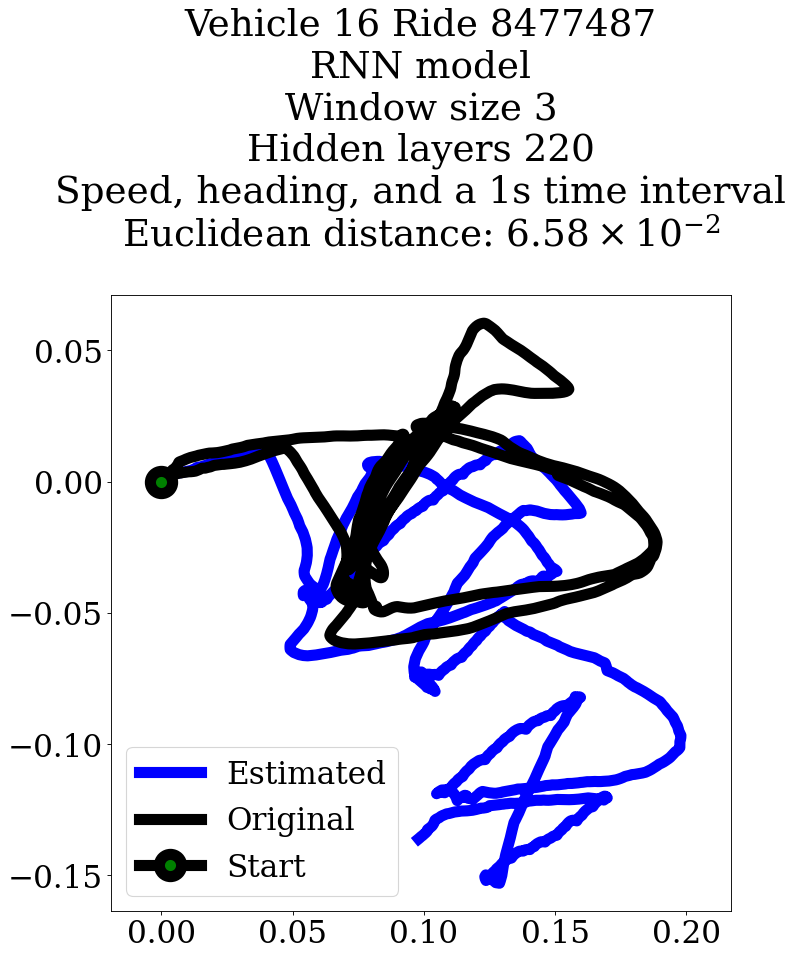 Vehicle 16 Ride 8477487
RNN model
Window size 3
Hidden layers 220
Speed, heading, and a 1s time interval
Euclidean distance: 6.58 × 10⁻²
0.05
0.00
−0.05
−0.10
−0.15
Estimated
Original
Start
0.00 0.05 0.10 0.15 0.20